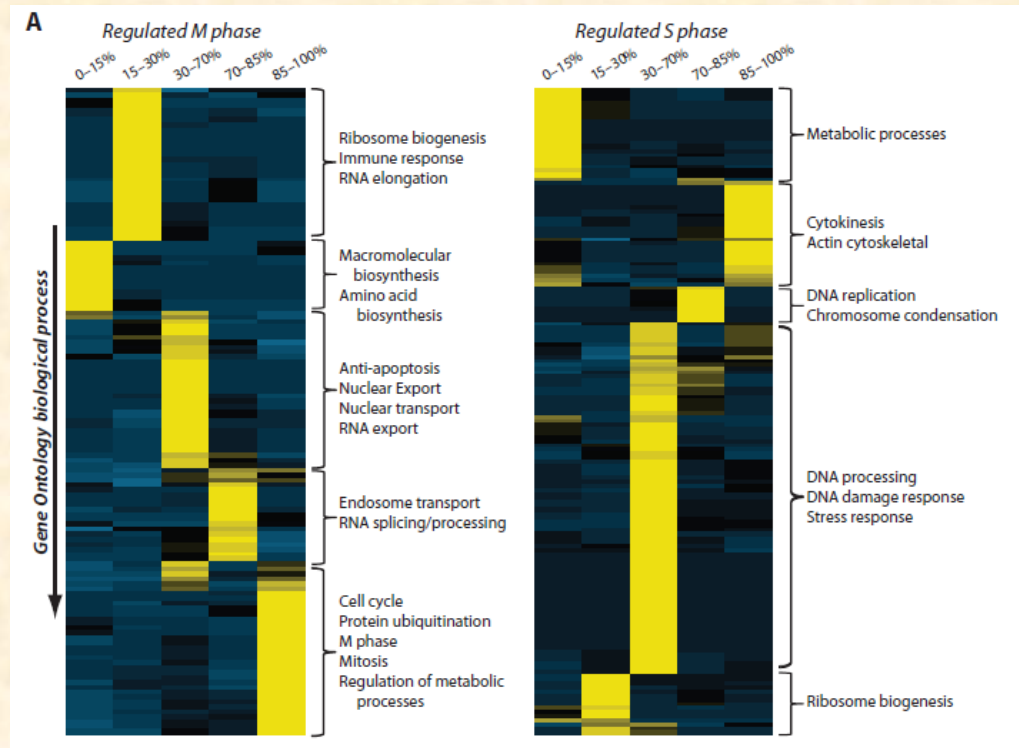 A
Regulated M phase
0–15%
15–30%
30–70%
70–85%
85–100%
Gene Ontology biological process
Ribosome biogenesis
Immune response
RNA elongation
Macromolecular
biosynthesis
Amino acid
biosynthesis
Anti-apoptosis
Nuclear Export
Nuclear transport
RNA export
Endosome transport
RNA splicing/processing
Cell cycle
Protein ubiquitination
M phase
Mitosis
Regulation of metabolic
processes
Regulated S phase
0–15%
15–30%
30–70%
70–85%
85–100%
Metabolic processes
Cytokinesis
Actin cytoskeletal
DNA replication
Chromosome condensation
DNA processing
DNA damage response
Stress response
Ribosome biogenesis